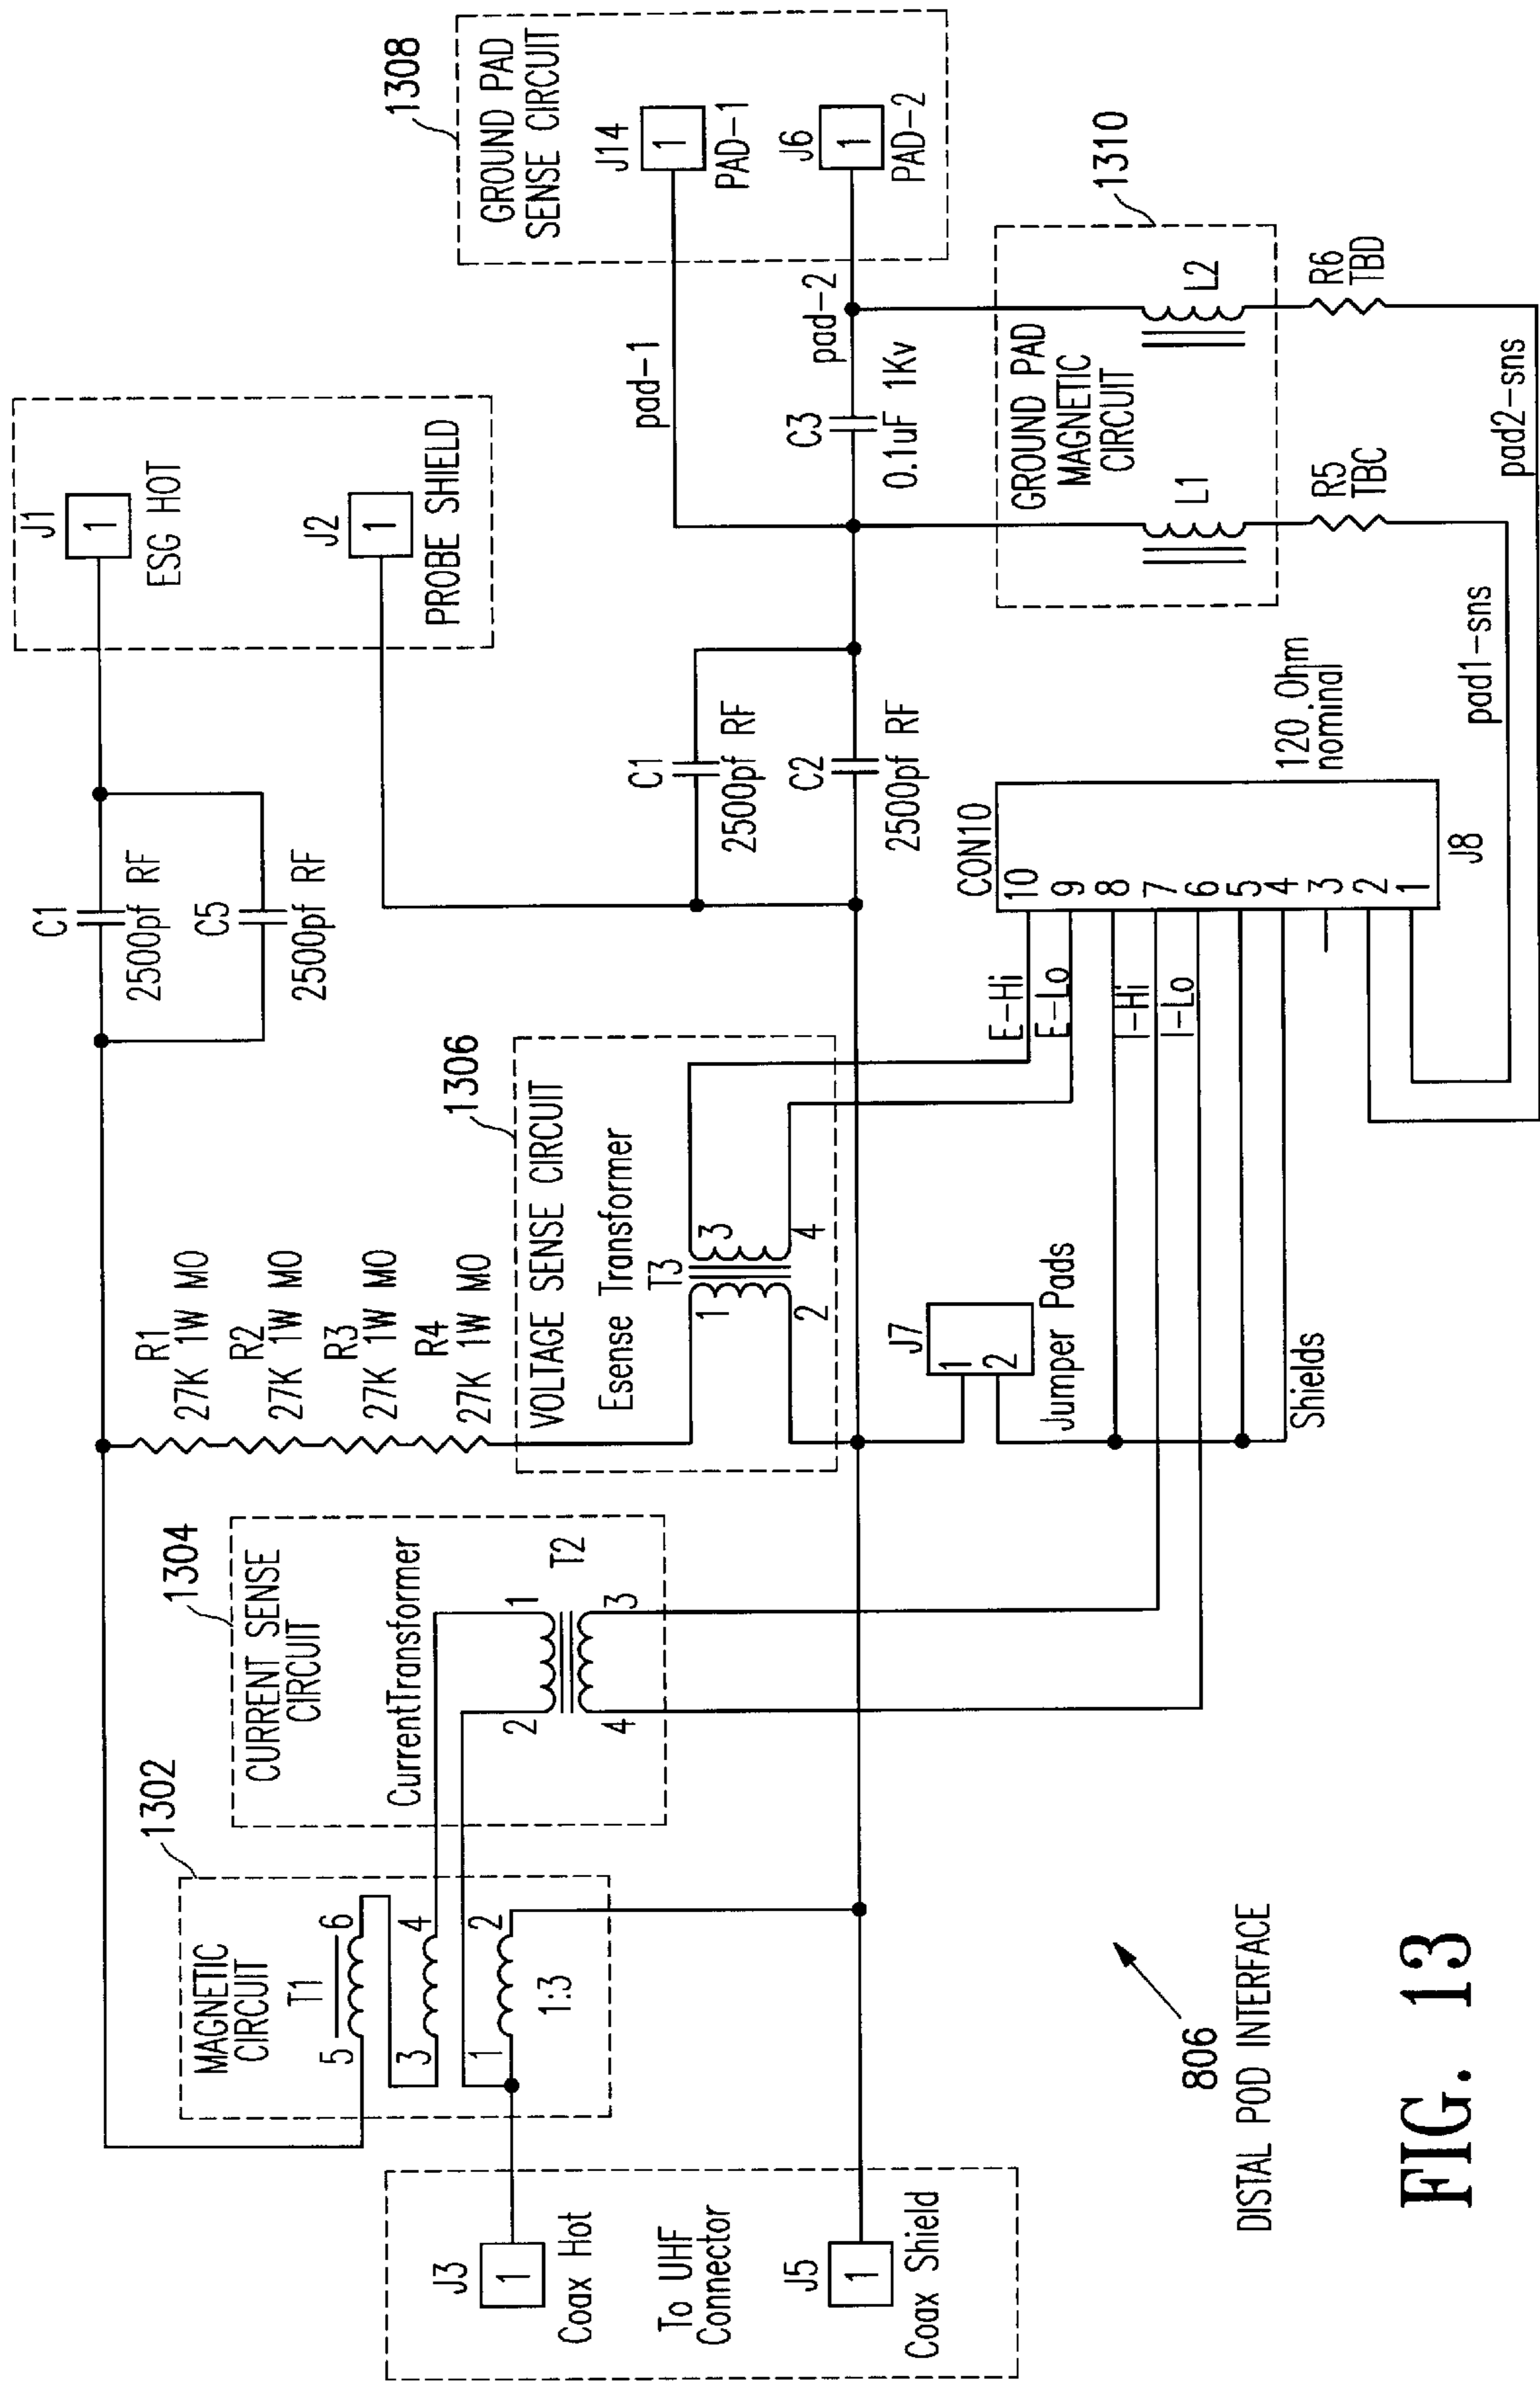 J1
1
ESG HOT
J2
1
PROBE SHIELD
1308
GROUND PAD
SENSE CIRCUIT
J14
1
PAD-1
J6
1
PAD-2
pad-1
pad-2
C3
0.1uF 1Kv
1310
GROUND PAD
MAGNETIC
CIRCUIT
L1
L2
R5
TBC
R6
TBD
pad1-sns
pad2-sns
C1
2500pf RF
C5
2500pf RF
C1
2500pf RF
C2
2500pf RF
R1
27K 1W MO
R2
27K 1W MO
R3
27K 1W MO
R4
27K 1W MO
1306
VOLTAGE SENSE CIRCUIT
Esense Transformer
T3
1
2
3
4
J7
1
2
Jumper Pads
CON10
10
9
8
7
6
5
4
3
2
1
J8
120 Ohm
nominal
E-Hi
E-Lo
I-Hi
I-Lo
Shields
1304
CURRENT SENSE
CIRCUIT
CurrentTransformer
T2
1
2
3
4
1302
MAGNETIC
CIRCUIT
T1
5
6
3
4
1
2
1:3
J3
1
Coax Hot
To UHF
Connector
J5
1
Coax Shield
806
DISTAL POD INTERFACE
FIG. 13